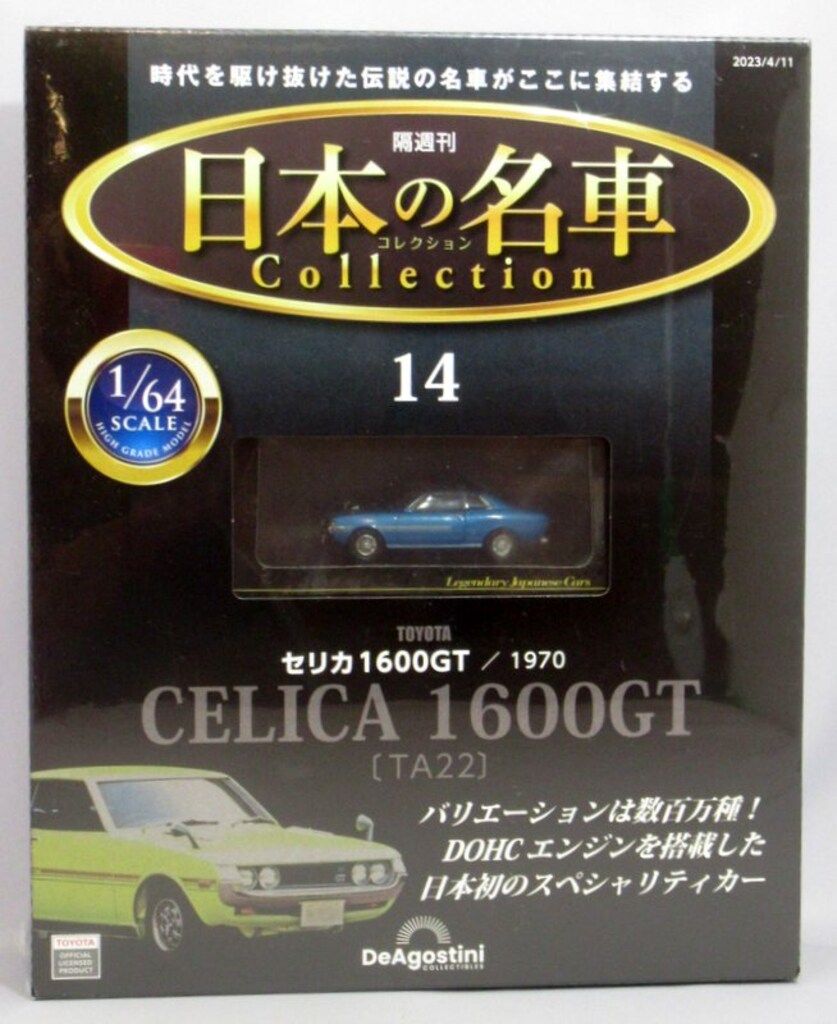 2023/4/11
時代を駆け抜けた伝説の名車がここに集結する
隔週刊
日本の名車
コレクション
Collection
14
1/64
SCALE
HIGH GRADE MODEL
Legendary Japanese Cars
TOYOTA
セリカ1600GT / 1970
CELICA 1600GT
[TA22]
バリエーションは数百万種!
DOHCエンジンを搭載した
日本初のスペシャリティカー
TOYOTA
OFFICIAL
LICENSED
PRODUCT
DeAgostini
COLLECTIBLES